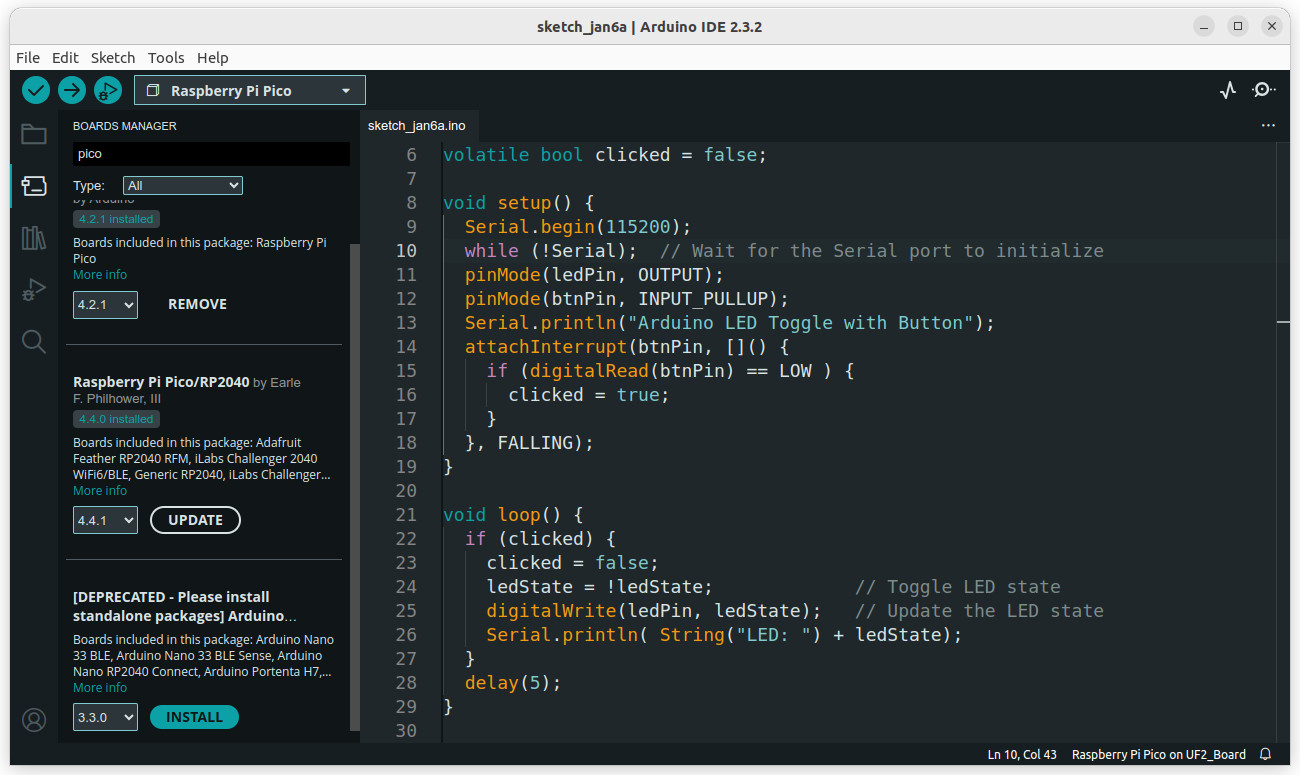 sketch_jan6a | Arduino IDE 2.3.2
File Edit Sketch Tools Help
Raspberry Pi Pico
BOARDS MANAGER
pico
Type: All
by Arduino
4.2.1 installed
Boards included in this package: Raspberry Pi
Pico
More info
4.2.1 REMOVE
Raspberry Pi Pico/RP2040 by Earle
F. Philhower, III
4.4.0 installed
Boards included in this package: Adafruit
Feather RP2040 RFM, iLabs Challenger 2040
WiFi6/BLE, Generic RP2040, iLabs Challenger...
More info
4.4.1 UPDATE
[DEPRECATED - Please install
standalone packages] Arduino...
Boards included in this package: Arduino Nano
33 BLE, Arduino Nano 33 BLE Sense, Arduino
Nano RP2040 Connect, Arduino Portenta H7,...
More info
3.3.0 INSTALL
sketch_jan6a.ino
6 volatile bool clicked = false;
7
8 void setup() {
9   Serial.begin(115200);
10   while (!Serial);  // Wait for the Serial port to initialize
11   pinMode(ledPin, OUTPUT);
12   pinMode(btnPin, INPUT_PULLUP);
13   Serial.println("Arduino LED Toggle with Button");
14   attachInterrupt(btnPin, []() {
15     if (digitalRead(btnPin) == LOW ) {
16       clicked = true;
17     }
18   }, FALLING);
19 }
20
21 void loop() {
22   if (clicked) {
23     clicked = false;
24     ledState = !ledState;             // Toggle LED state
25     digitalWrite(ledPin, ledState);   // Update the LED state
26     Serial.println( String("LED: ") + ledState);
27   }
28   delay(5);
29 }
30
Ln 10, Col 43 Raspberry Pi Pico on UF2_Board